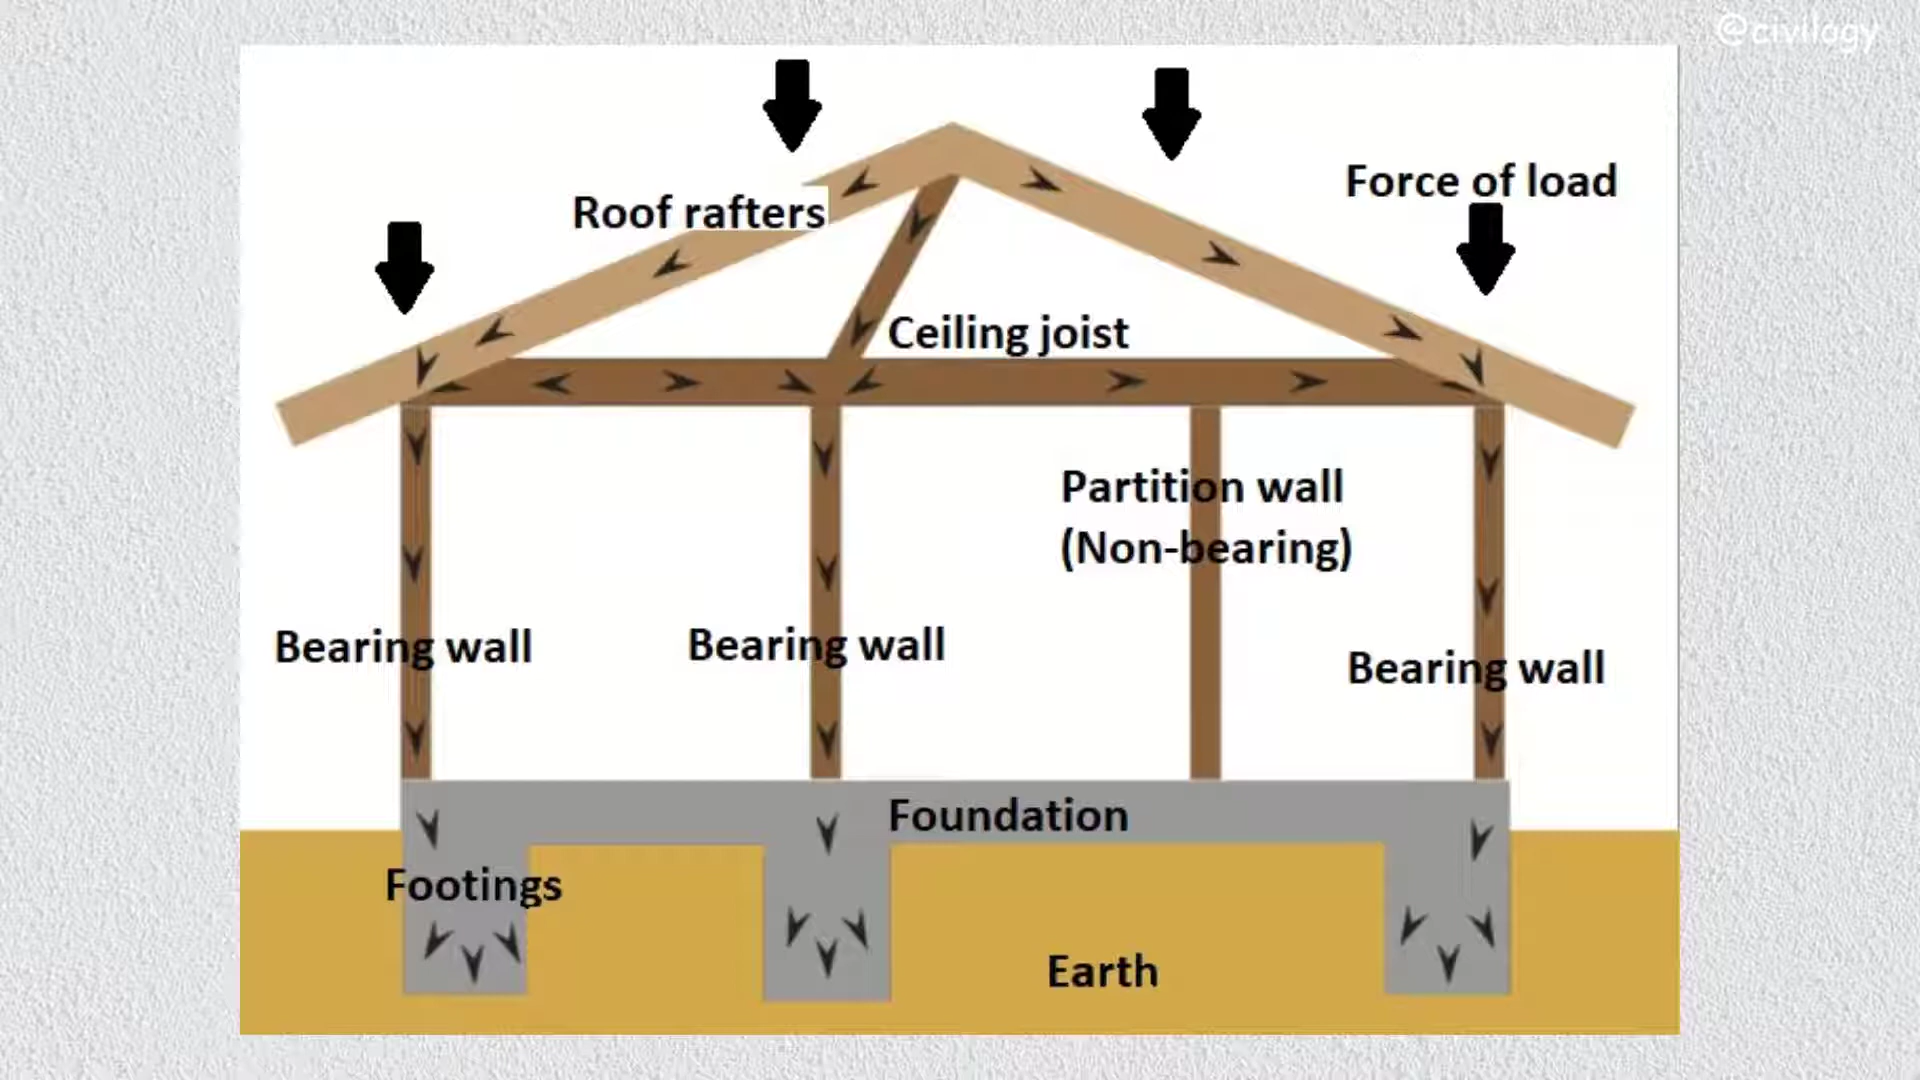 @civilogy
Force of load
Roof rafters
Ceiling joist
Partition wall
(Non-bearing)
Bearing wall
Bearing wall
Bearing wall
Foundation
Footings
Earth